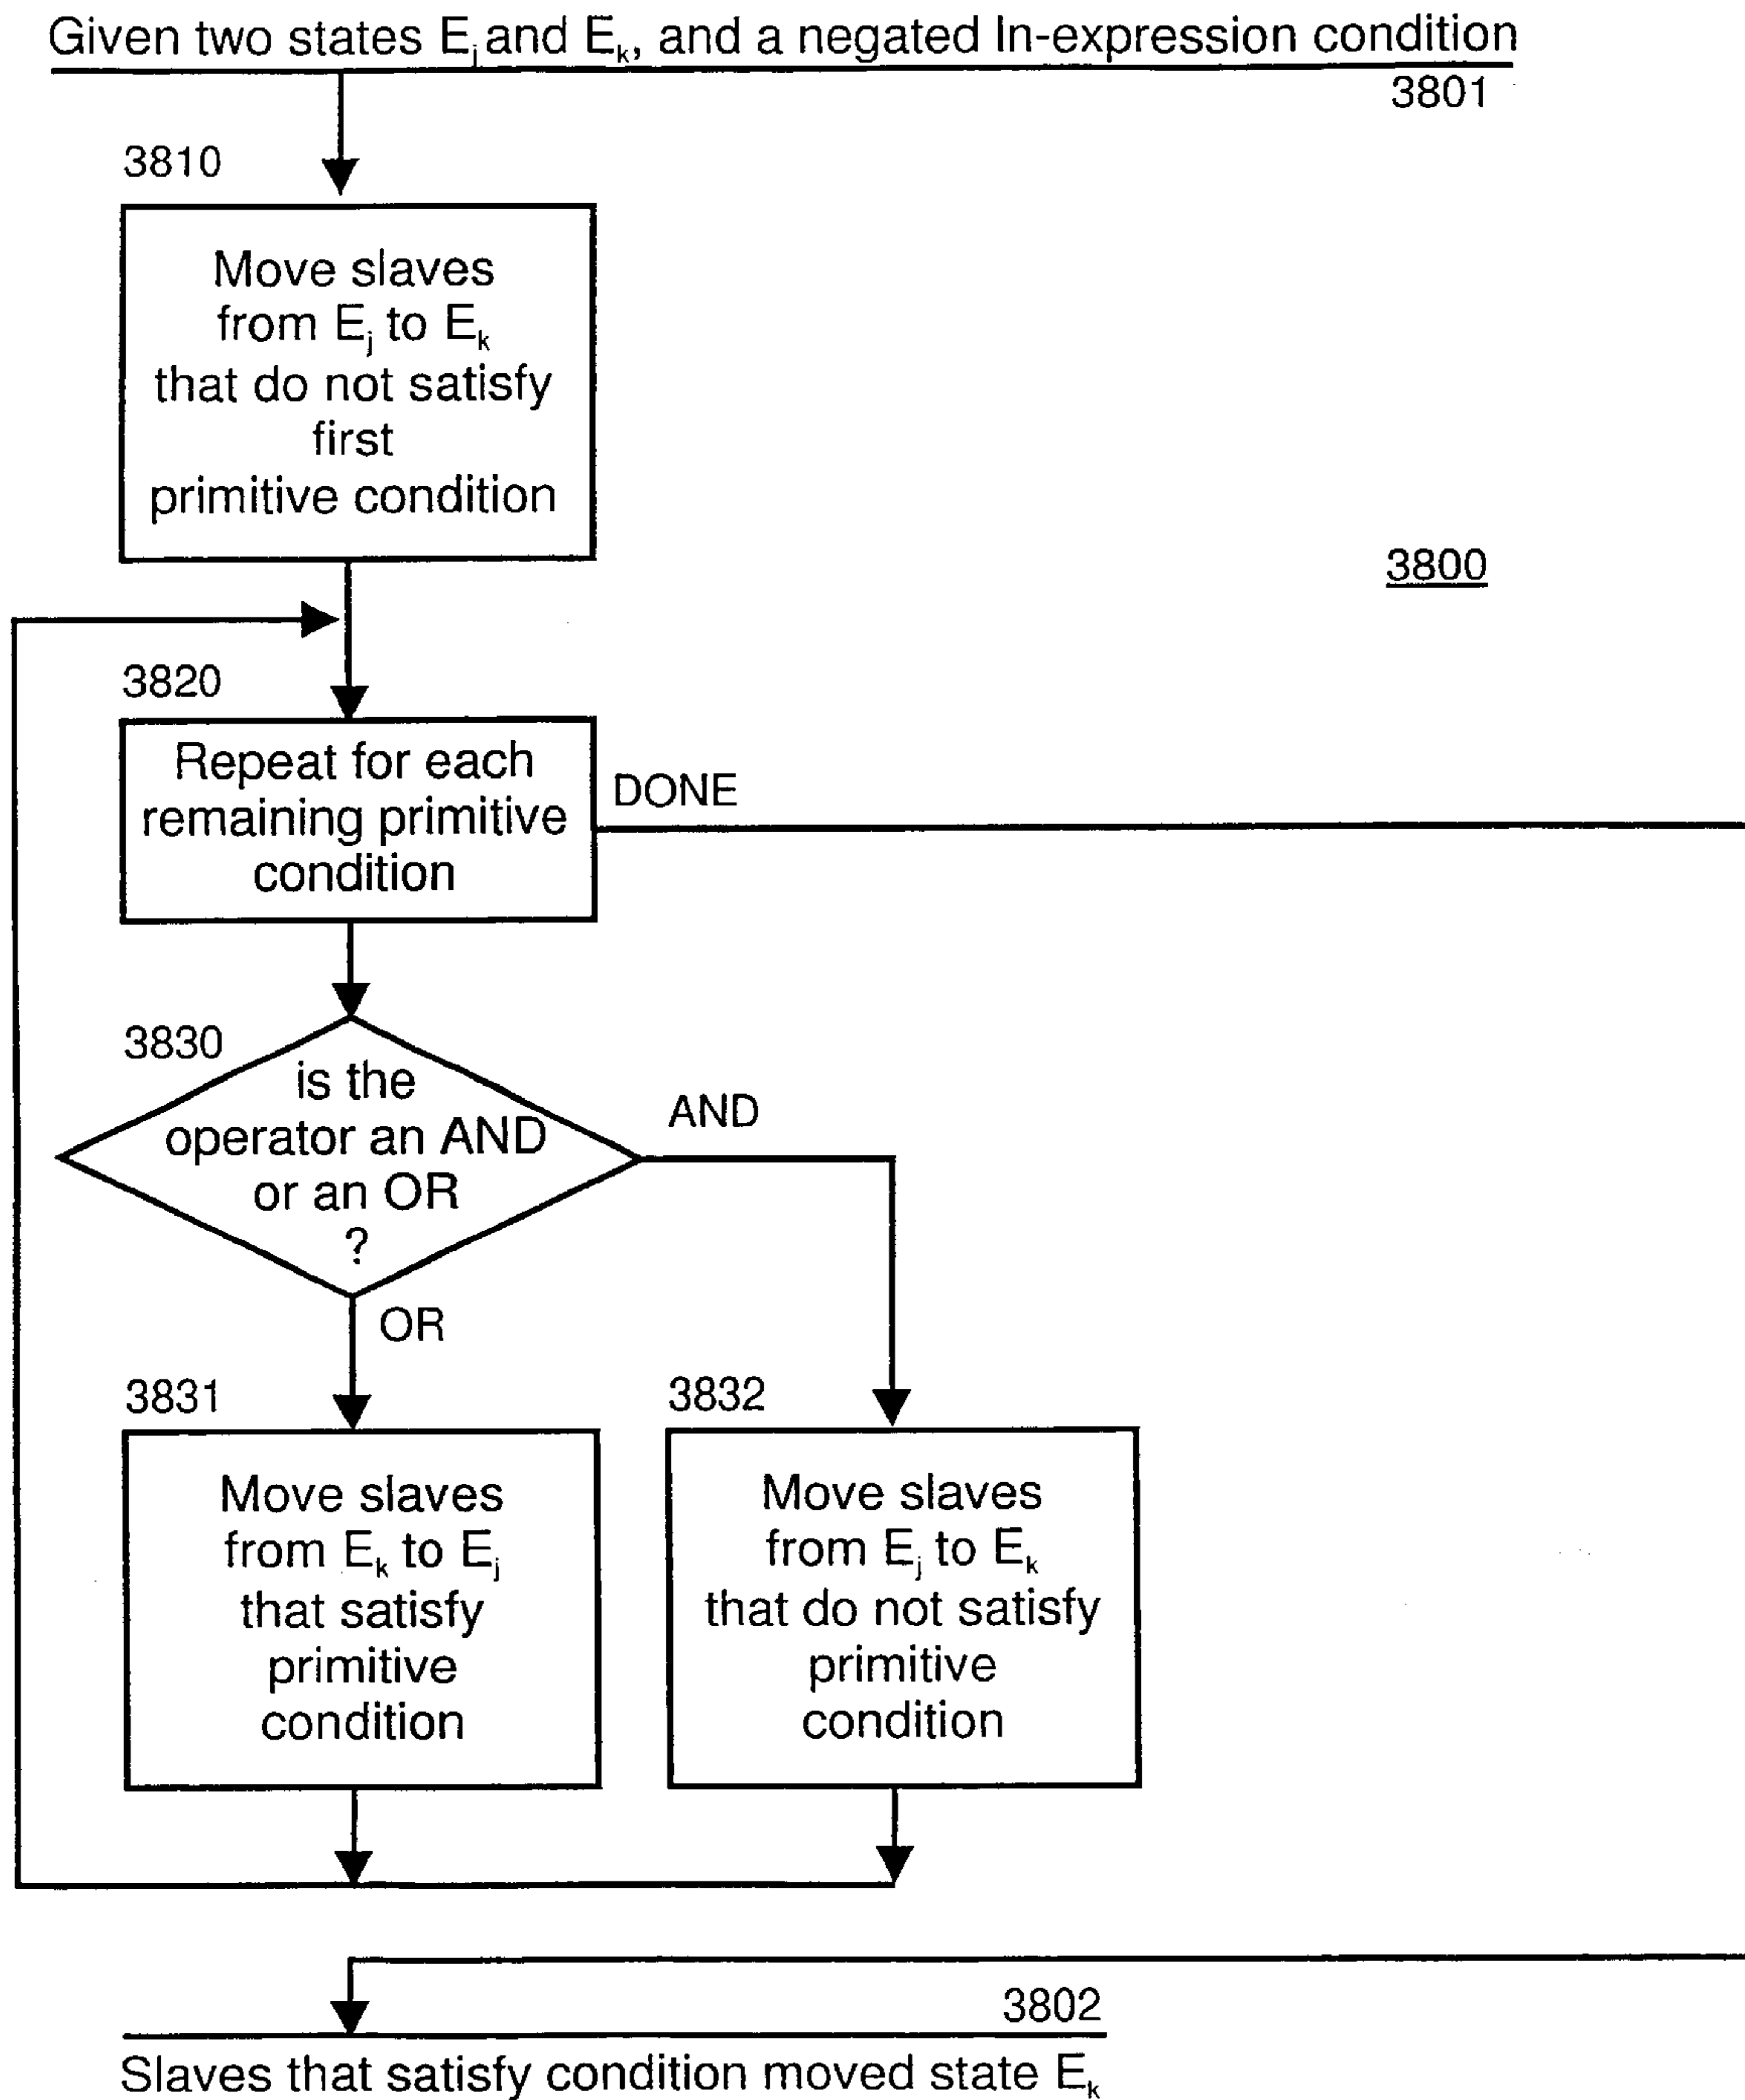 Given two states Ej and Ek, and a negated ln-expression condition
3801
3810
Move slaves
from Ej to Ek
that do not satisfy
first
primitive condition
3800
3820
Repeat for each
remaining primitive
condition
DONE
3830
is the
operator an AND
or an OR
?
AND
OR
3831
Move slaves
from Ek to Ej
that satisfy
primitive
condition
3832
Move slaves
from Ej to Ek
that do not satisfy
primitive
condition
3802
Slaves that satisfy condition moved state Ek